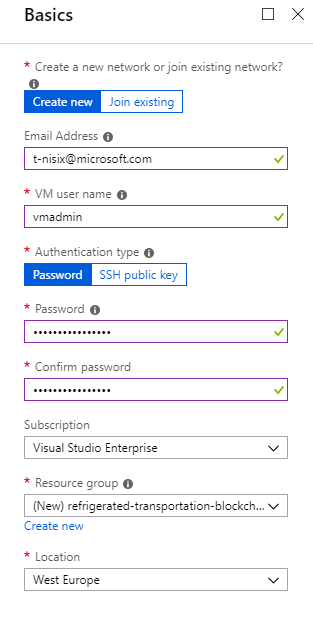 Basics
* Create a new network or join existing network?
Create new Join existing
Email Address
t-nisix@microsoft.com
* VM user name
vmadmin
* Authentication type
Password SSH public key
* Password
••••••••••••••••
* Confirm password
••••••••••••••••
Subscription
Visual Studio Enterprise
* Resource group
(New) refrigerated-transportation-blockch...
Create new
* Location
West Europe